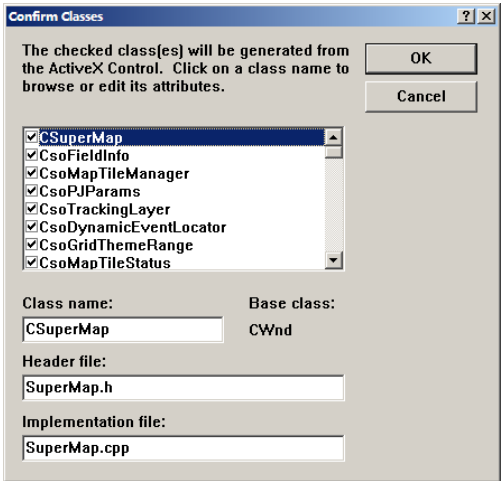 Confirm Classes
The checked class(es) will be generated from
the ActiveX Control. Click on a class name to
browse or edit its attributes.
OK
Cancel
CSuperMap
CsoFieldInfo
CsoMapTileManager
CsoPJParams
CsoTrackingLayer
CsoDynamicEventLocator
CsoGridThemeRange
CsoMapTileStatus
Class name:
Base class:
CSuperMap
CWnd
Header file:
SuperMap.h
Implementation file:
SuperMap.cpp